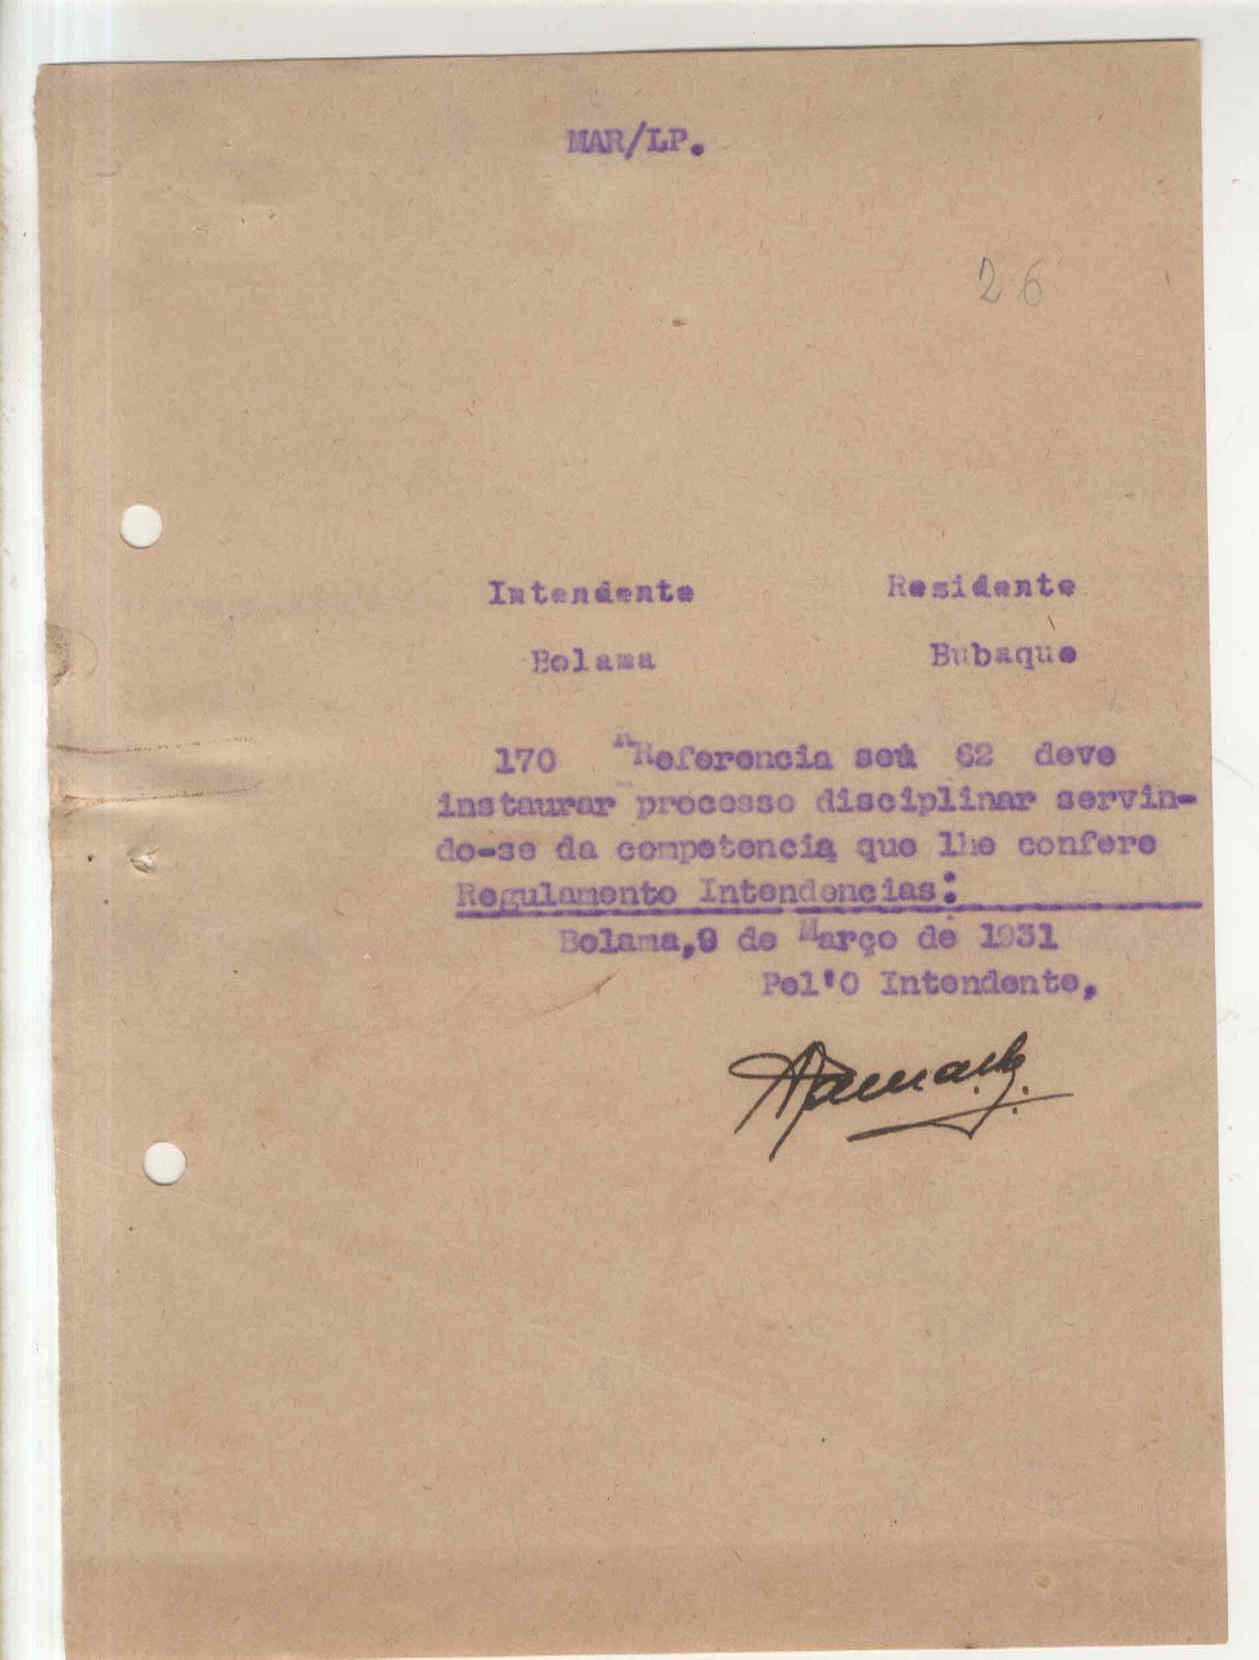 MAR/LP.
26
Intendente Residente
Bolama Bubaque
170 "Referencia seu 62 deve
instaurar processo disciplinar servin-
do-se da competencia que lhe confere
Regulamento Intendencias:
Bolama,9 de Março de 1931
Pel'O Intendente,